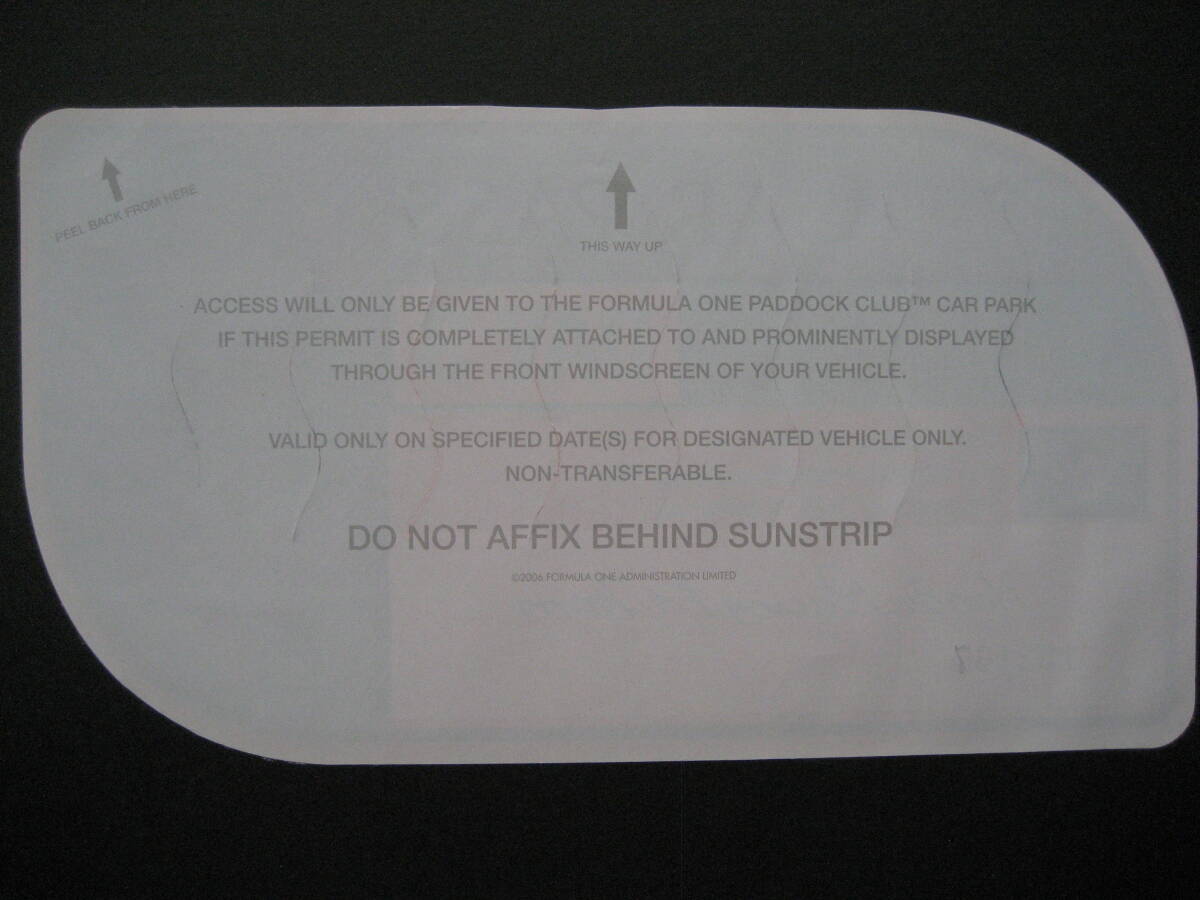 PEEL BACK FROM HERE
THIS WAY UP
ACCESS WILL ONLY BE GIVEN TO THE FORMULA ONE PADDOCK CLUB™ CAR PARK
IF THIS PERMIT IS COMPLETELY ATTACHED TO AND PROMINENTLY DISPLAYED
THROUGH THE FRONT WINDSCREEN OF YOUR VEHICLE.
VALID ONLY ON SPECIFIED DATE(S) FOR DESIGNATED VEHICLE ONLY.
NON-TRANSFERABLE.
DO NOT AFFIX BEHIND SUNSTRIP
©2006 FORMULA ONE ADMINISTRATION LIMITED